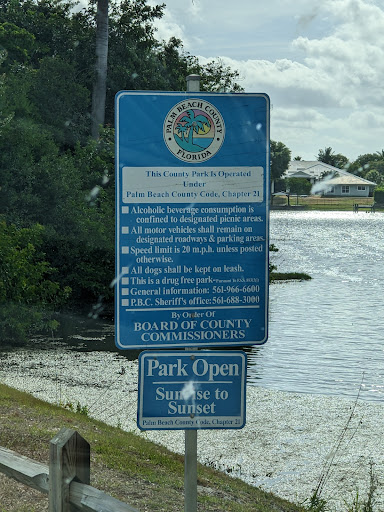 PALM BEACH COUNTY
FLORIDA
This County Park Is Operated
Under
Palm Beach County Code, Chapter 21
Alcoholic beverage consumption is
confined to designated picnic areas.
All motor vehicles shall remain on
designated roadways & parking areas.
Speed limit is 20 m.p.h. unless posted
otherwise.
All dogs shall be kept on leash.
This is a drug free park-
General information: 561-966-6600
P.B.C. Sheriff's office: 561-688-3000
By Order Of
BOARD OF COUNTY
COMMISSIONERS
Park Open
Sunrise to
Sunset
Palm Beach County Code, Chapter 21